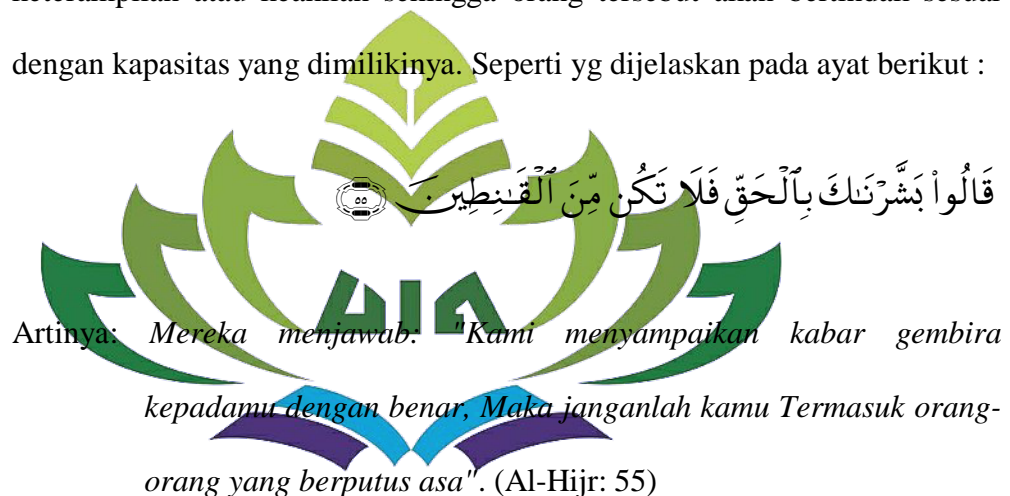 keterampilan atau keahlian sehingga orang tersebut akan bertindak sesuai
dengan kapasitas yang dimilikinya. Seperti yg dijelaskan pada ayat berikut :
قَالُواْ بَشَّرۡنَٰكَ بِٱلۡحَقِّ فَلَا تَكُن مِّنَ ٱلۡقَٰنِطِينَ ٥٥
Artinya: Mereka menjawab: "Kami menyampaikan kabar gembira
kepadamu dengan benar, Maka janganlah kamu Termasuk orang-
orang yang berputus asa". (Al-Hijr: 55)